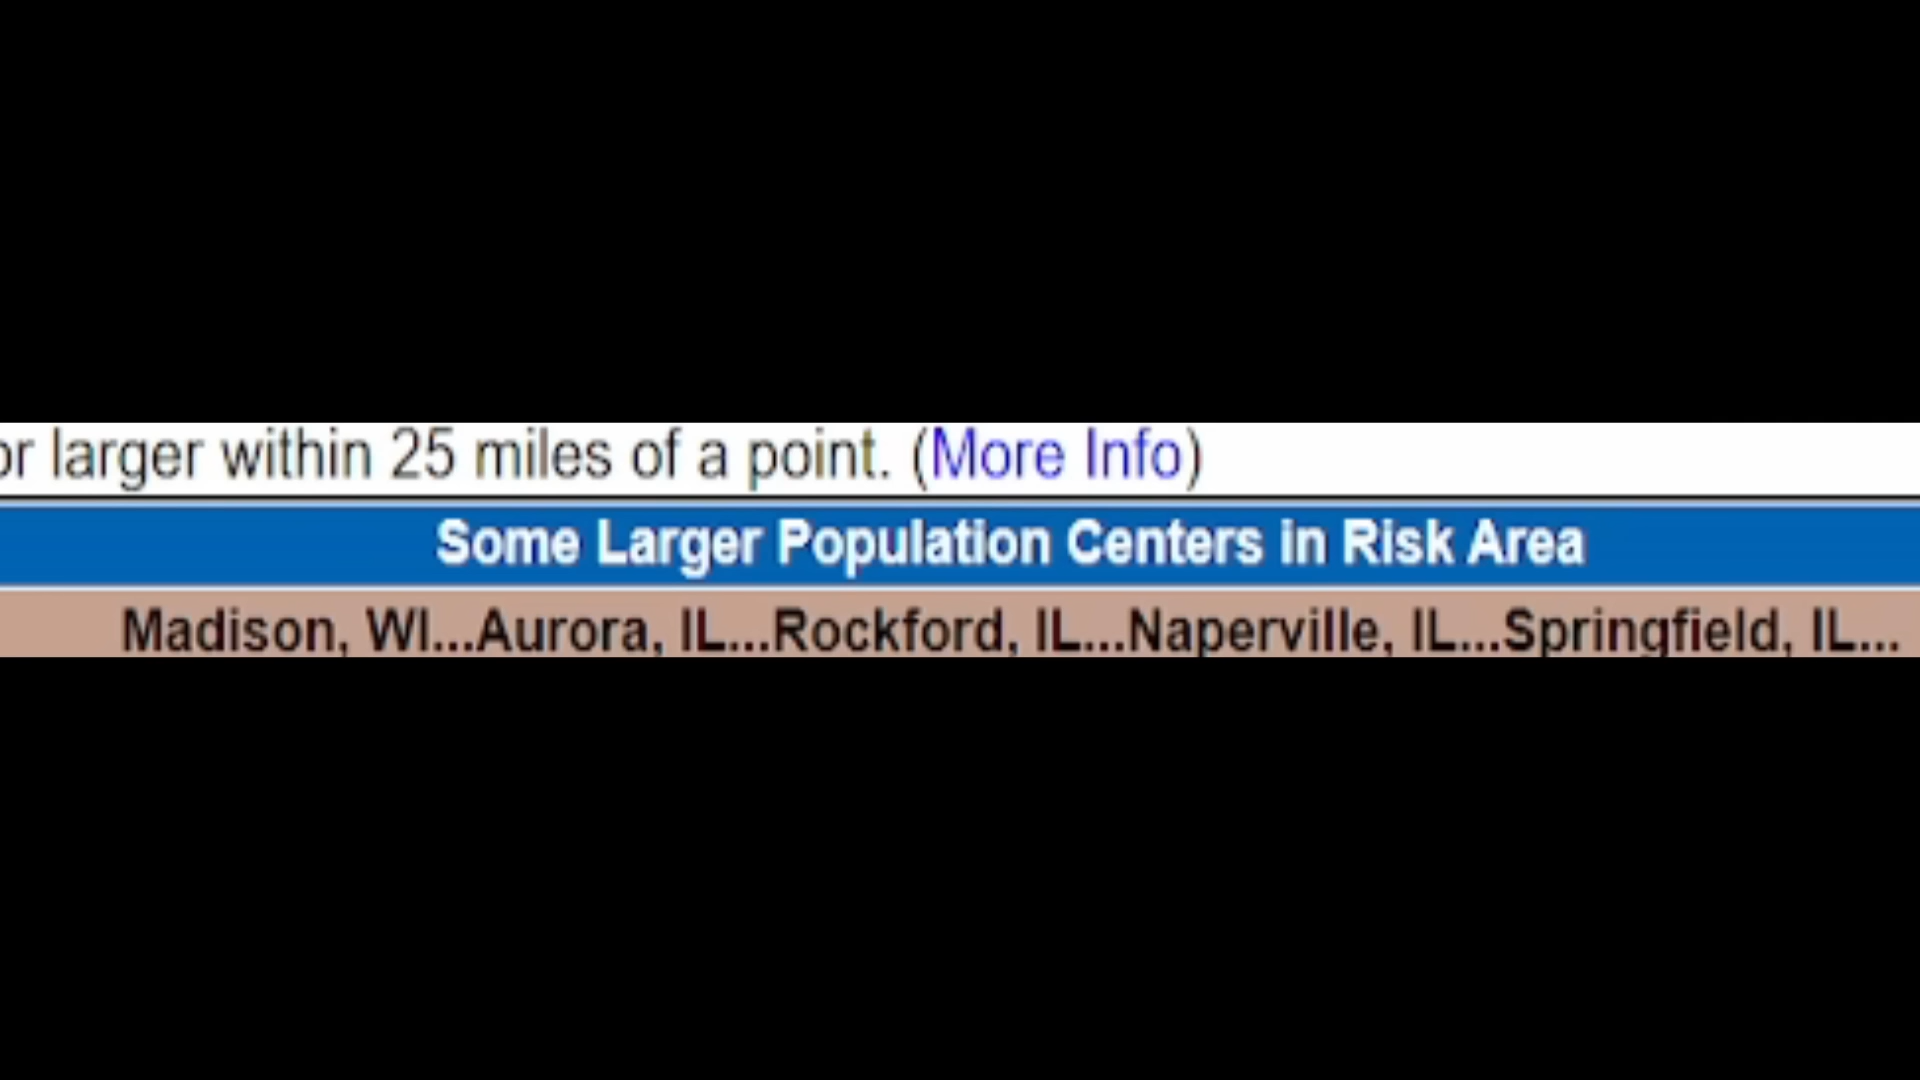 or larger within 25 miles of a point. (More Info)
Some Larger Population Centers in Risk Area
Madison, WI...Aurora, IL...Rockford, IL...Naperville, IL...Springfield, IL...